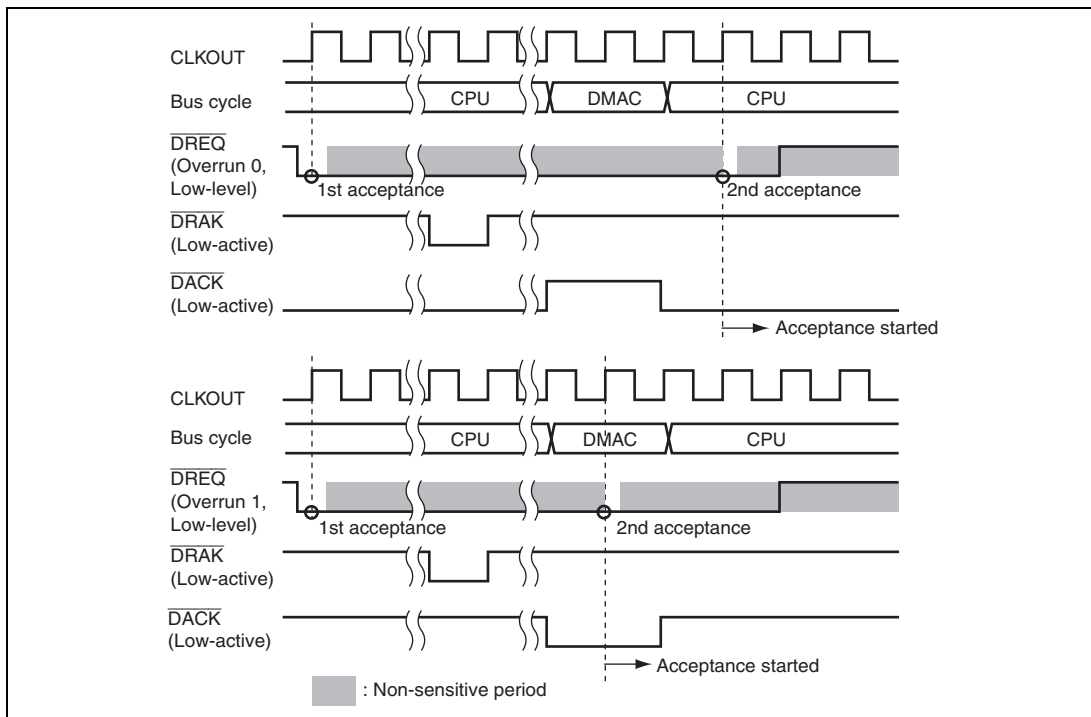 CLKOUT
Bus cycle CPU DMAC CPU
DREQ
(Overrun 0,
Low-level)
1st acceptance 2nd acceptance
DRAK
(Low-active)
DACK
(Low-active)
Acceptance started
CLKOUT
Bus cycle CPU DMAC CPU
DREQ
(Overrun 1,
Low-level)
1st acceptance 2nd acceptance
DRAK
(Low-active)
DACK
(Low-active)
Acceptance started
: Non-sensitive period